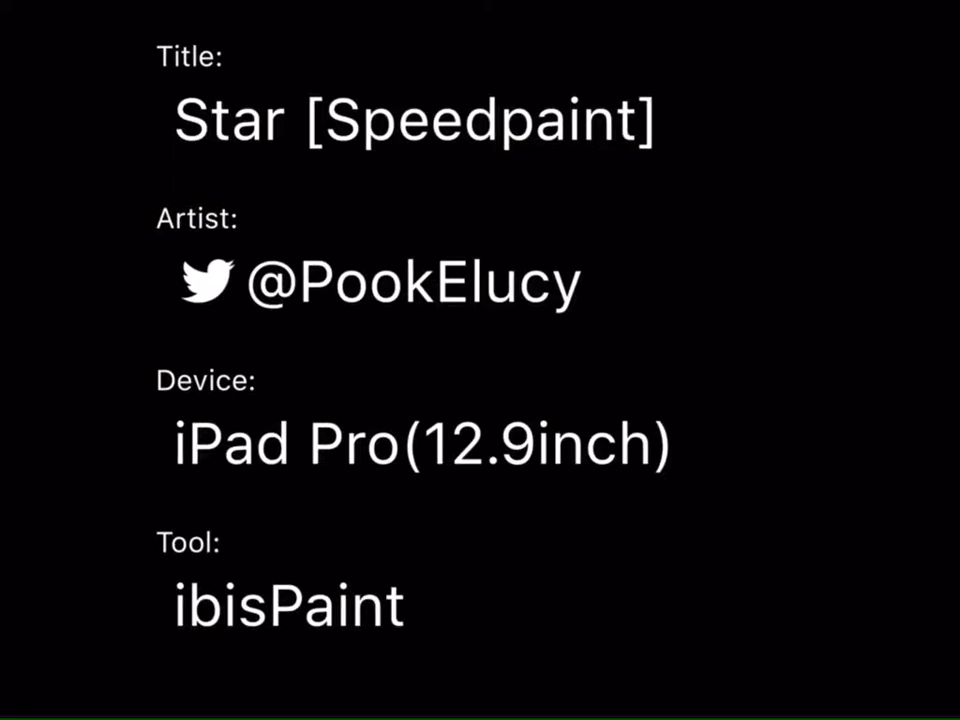 Title:
Star [Speedpaint]
Artist:
@PookElucy
Device:
iPad Pro(12.9inch)
Tool:
ibisPaint